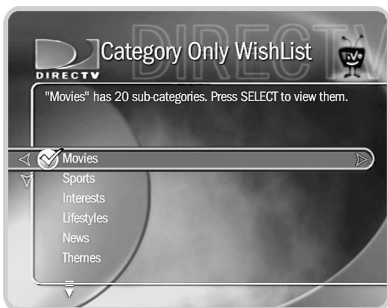 DIRECTV
Category Only WishList
TiVo
DIRECTV
"Movies" has 20 sub-categories. Press SELECT to view them.
Movies
Sports
Interests
Lifestyles
News
Themes